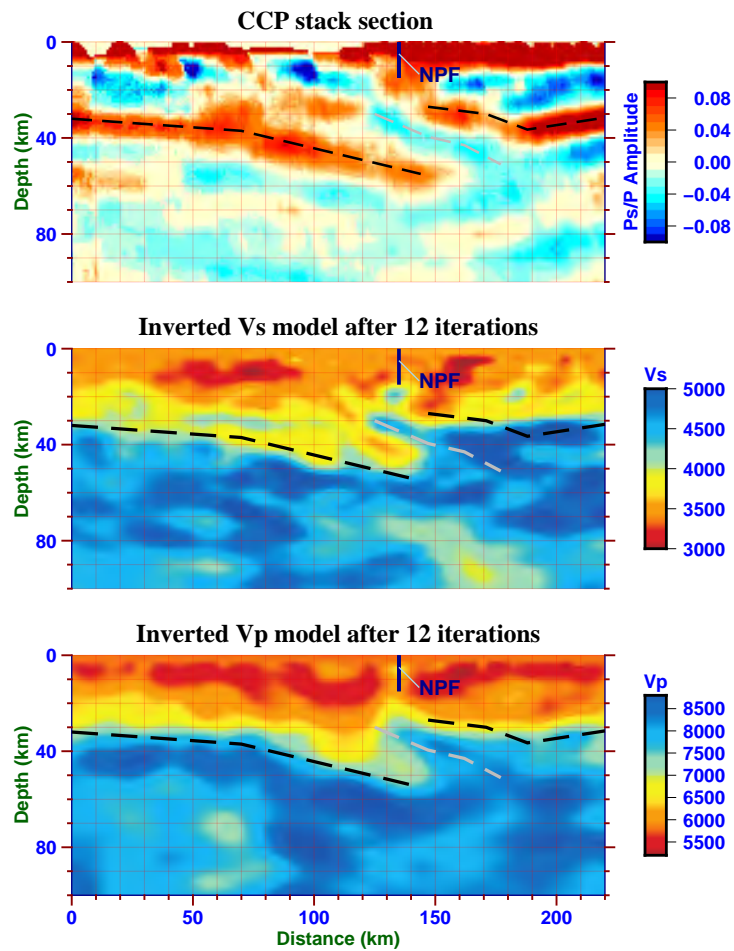 CCP stack section
0
40
80
Depth (km)
NPF
0.08
0.04
0.00
−0.04
−0.08
Ps/P Amplitude
Inverted Vs model after 12 iterations
0
40
80
Depth (km)
NPF
Vs
5000
4500
4000
3500
3000
Inverted Vp model after 12 iterations
0
40
80
Depth (km)
NPF
Vp
8500
8000
7500
7000
6500
6000
5500
0 50 100 150 200
Distance (km)